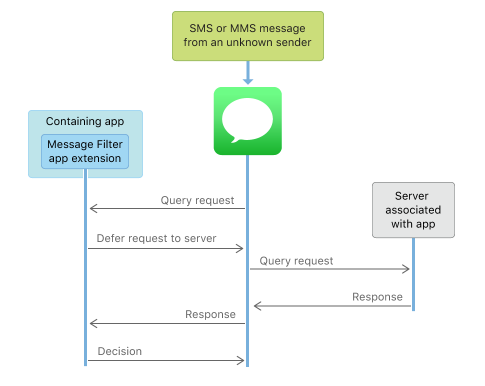 SMS or MMS message
from an unknown sender
Containing app
Message Filter
app extension
Query request
Server
associated
with app
Defer request to server
Query request
Response
Response
Decision